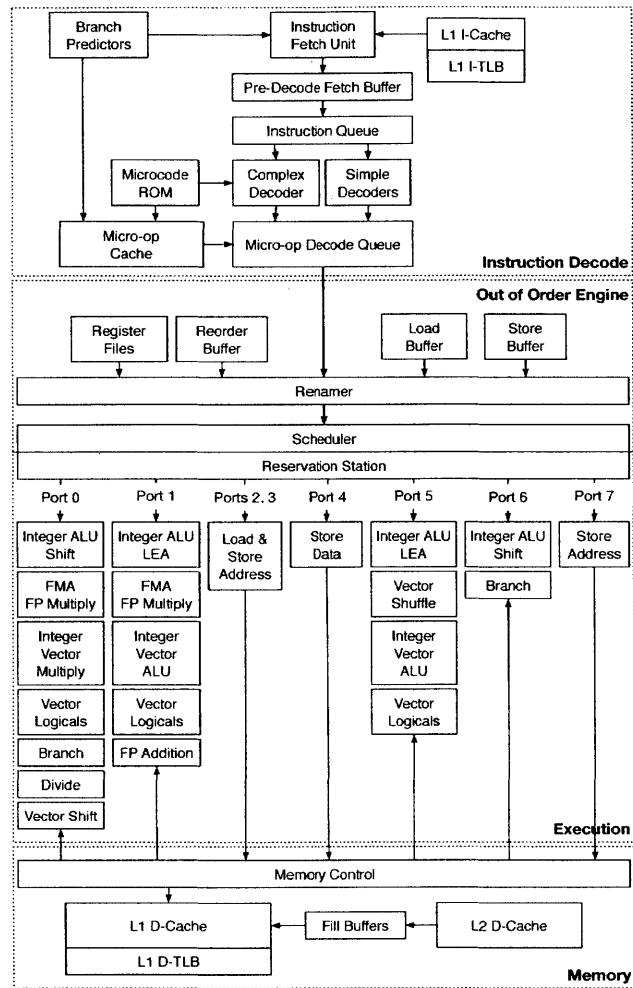 Branch
Predictors
Instruction
Fetch Unit
L1 I-Cache
L1 I-TLB
Pre-Decode Fetch Buffer
Instruction Queue
Microcode
ROM
Complex
Decoder
Simple
Decoders
Micro-op
Cache
Micro-op Decode Queue
Instruction Decode
Out of Order Engine
Register
Files
Reorder
Buffer
Load
Buffer
Store
Buffer
Renamer
Scheduler
Reservation Station
Port 0
Port 1
Ports 2, 3
Port 4
Port 5
Port 6
Port 7
Integer ALU
Shift
FMA
FP Multiply
Integer
Vector
Multiply
Vector
Logicals
Branch
Divide
Vector Shift
Integer ALU
LEA
FMA
FP Multiply
Integer
Vector
ALU
Vector
Logicals
FP Addition
Load &
Store
Address
Store
Data
Integer ALU
LEA
Vector
Shuffle
Integer
Vector
ALU
Vector
Logicals
Integer ALU
Shift
Branch
Store
Address
Execution
Memory Control
L1 D-Cache
L1 D-TLB
Fill Buffers
L2 D-Cache
Memory